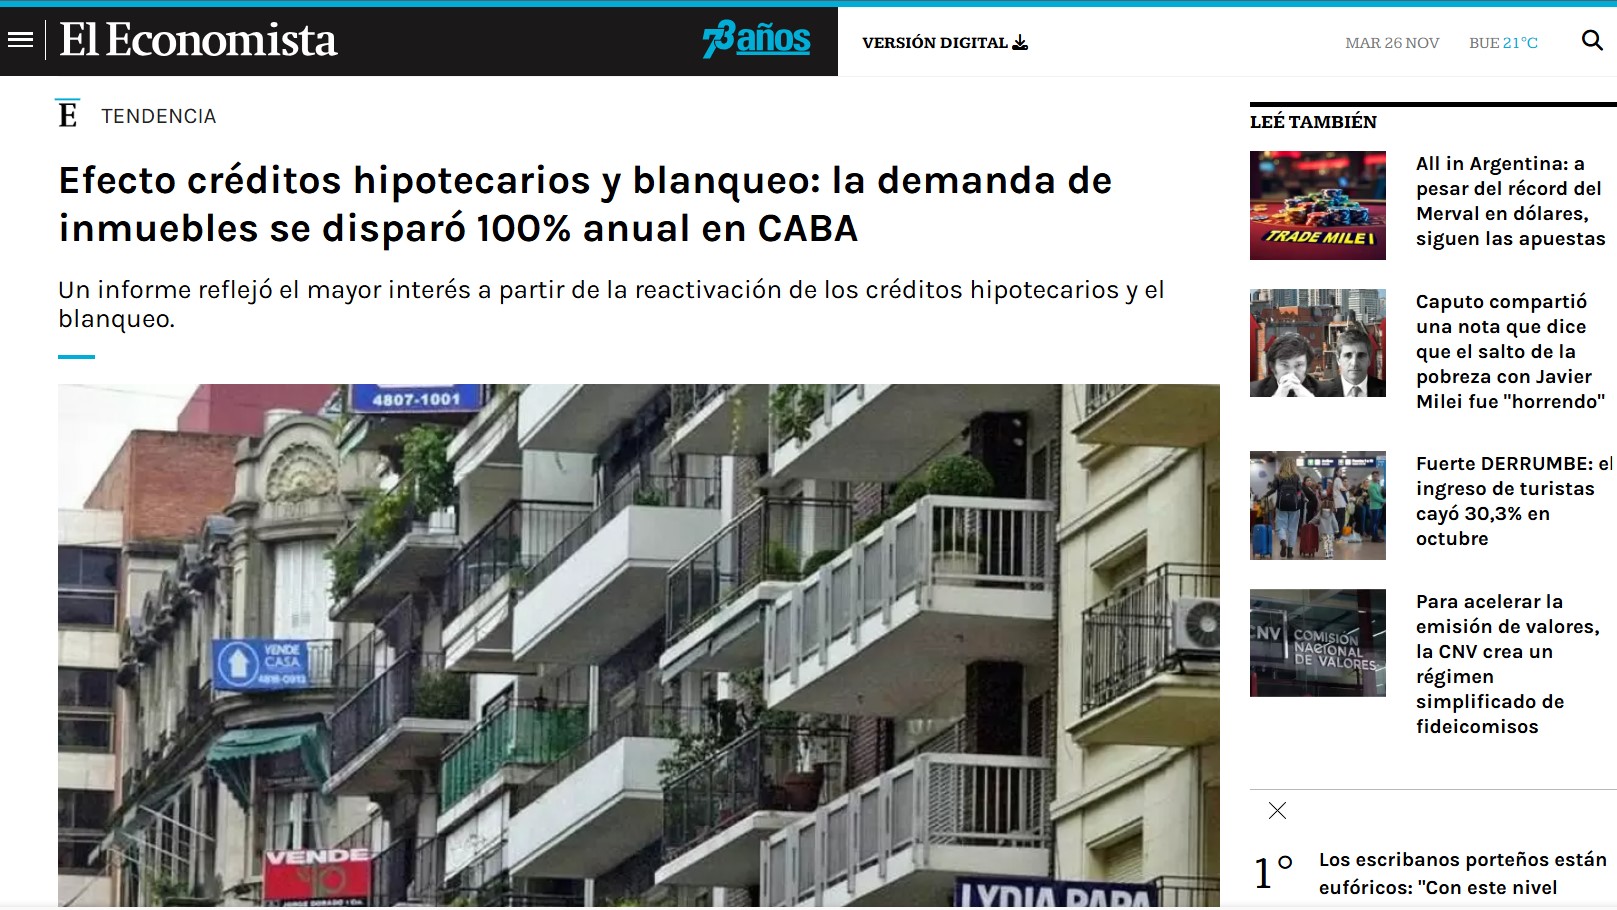 El Economista
73 años
VERSIÓN DIGITAL
MAR 26 NOV
BUE 21°C
E TENDENCIA
Efecto créditos hipotecarios y blanqueo: la demanda de
inmuebles se disparó 100% anual en CABA
Un informe reflejó el mayor interés a partir de la reactivación de los créditos hipotecarios y el
blanqueo.
4807-1001
VENDE
CASA
VENDE
LYDIA PAPA
LEÉ TAMBIÉN
TRADE MILEI
All in Argentina: a
pesar del récord del
Merval en dólares,
siguen las apuestas
Caputo compartió
una nota que dice
que el salto de la
pobreza con Javier
Milei fue "horrendo"
Fuerte DERRUMBE: el
ingreso de turistas
cayó 30,3% en
octubre
CNV COMISIÓN
NACIONAL
DE VALORES
Para acelerar la
emisión de valores,
la CNV crea un
régimen
simplificado de
fideicomisos
1°
Los escribanos porteños están
eufóricos: "Con este nivel